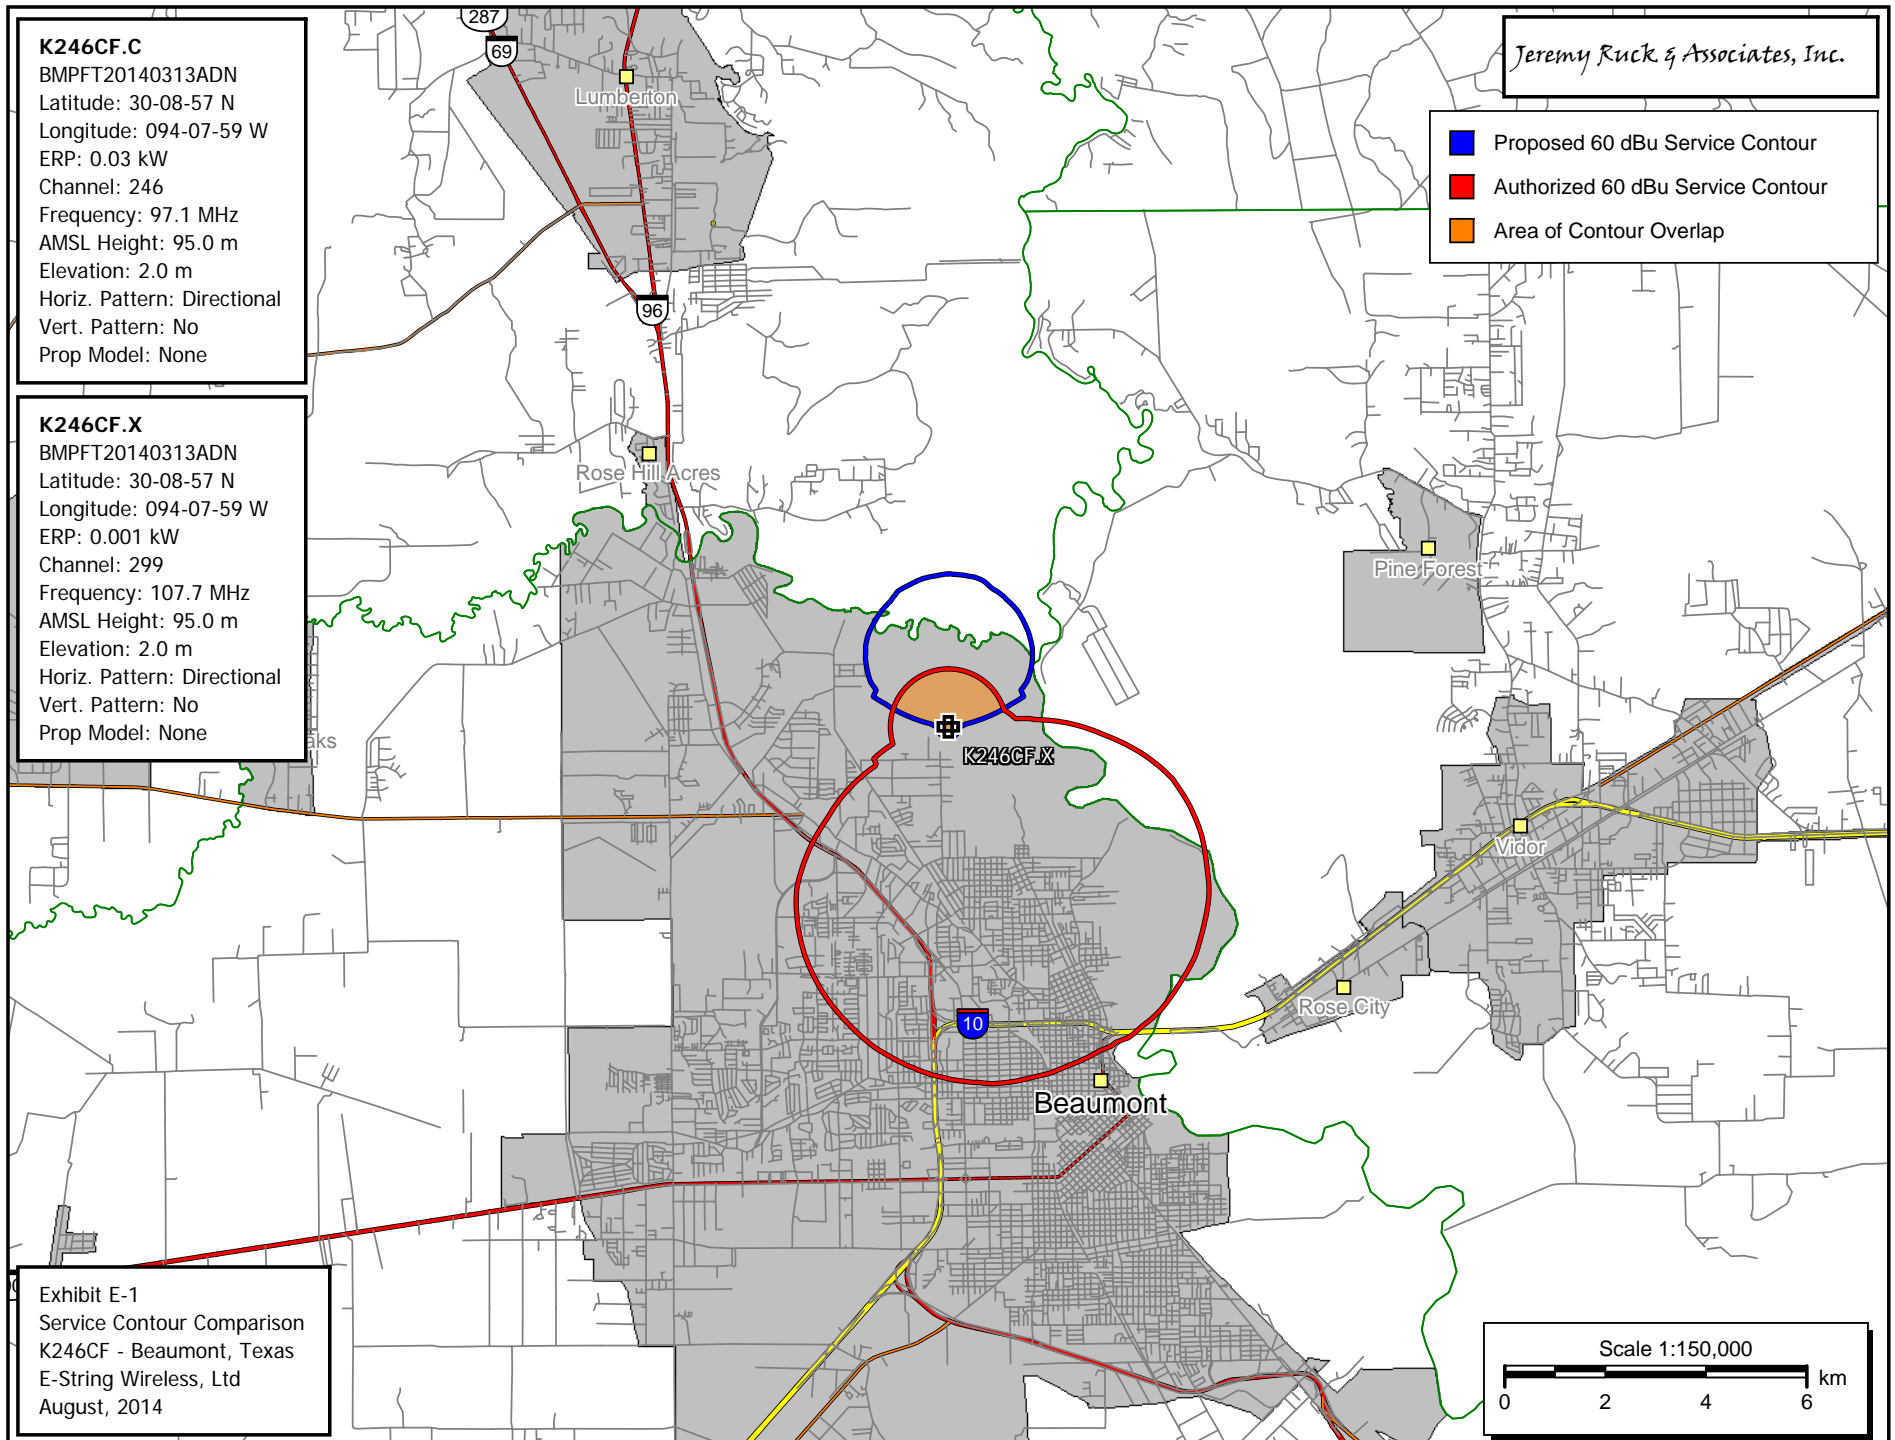 K246CF.C
BMPFT20140313ADN
Latitude: 30-08-57 N
Longitude: 094-07-59 W
ERP: 0.03 kW
Channel: 246
Frequency: 97.1 MHz
AMSL Height: 95.0 m
Elevation: 2.0 m
Horiz. Pattern: Directional
Vert. Pattern: No
Prop Model: None
K246CF.X
BMPFT20140313ADN
Latitude: 30-08-57 N
Longitude: 094-07-59 W
ERP: 0.001 kW
Channel: 299
Frequency: 107.7 MHz
AMSL Height: 95.0 m
Elevation: 2.0 m
Horiz. Pattern: Directional
Vert. Pattern: No
Prop Model: None
Jeremy Ruck & Associates, Inc.
Proposed 60 dBu Service Contour
Authorized 60 dBu Service Contour
Area of Contour Overlap
287
69
Lumberton
96
Rose Hill Acres
Pine Forest
K246CF.X
Vidor
Rose City
10
Beaumont
Exhibit E-1
Service Contour Comparison
K246CF - Beaumont, Texas
E-String Wireless, Ltd
August, 2014
Scale 1:150,000
km
0 2 4 6